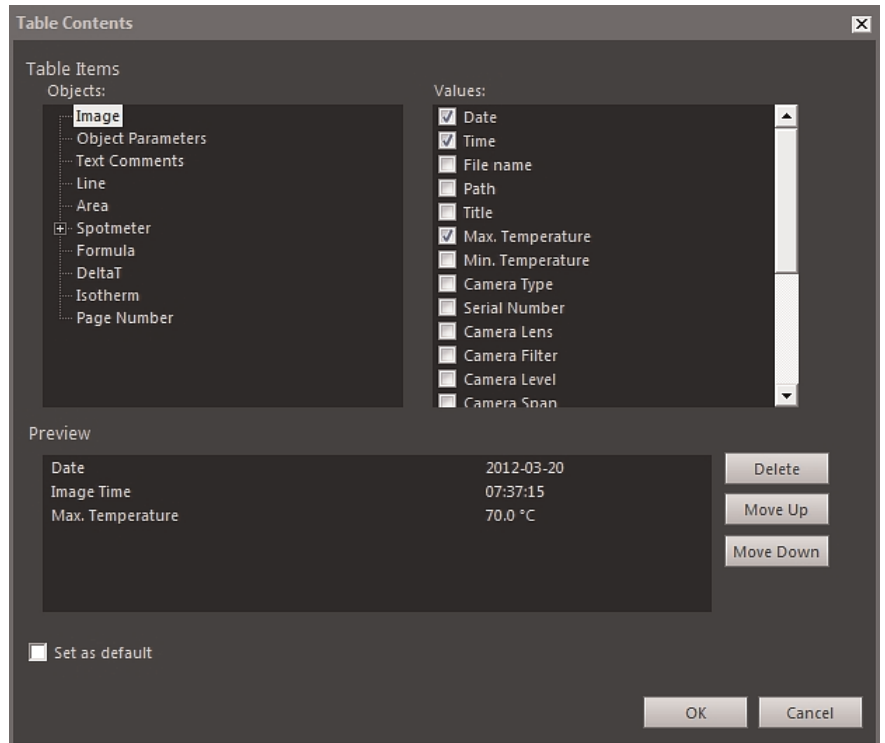 Table Contents
Table Items
Objects:
Image
Object Parameters
Text Comments
Line
Area
Spotmeter
Formula
DeltaT
Isotherm
Page Number
Values:
Date
Time
File name
Path
Title
Max. Temperature
Min. Temperature
Camera Type
Serial Number
Camera Lens
Camera Filter
Camera Level
Camera Span
Preview
Date 2012-03-20
Image Time 07:37:15
Max. Temperature 70.0 °C
Delete
Move Up
Move Down
Set as default
OK Cancel